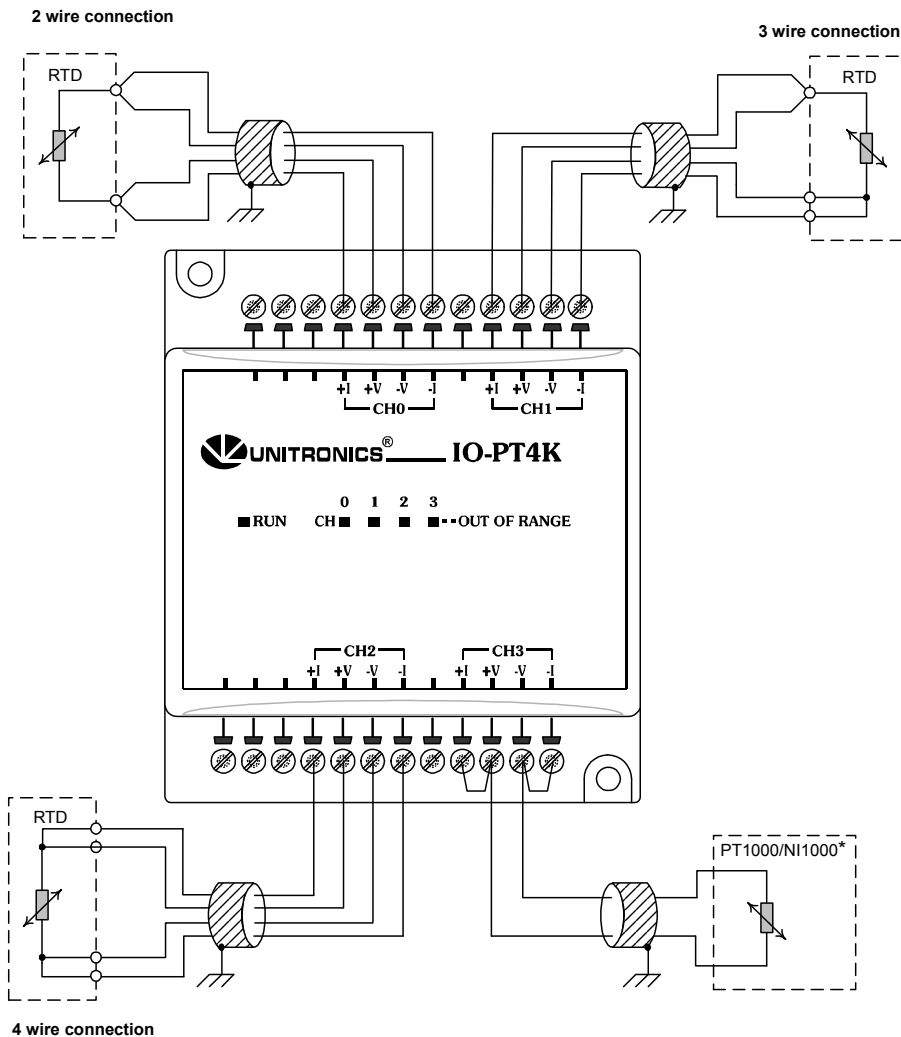 2 wire connection
3 wire connection
RTD
RTD
+I +V -V -I
+I +V -V -I
CH0
CH1
UNITRONICS® IO-PT4K
0 1 2 3
RUN CH OUT OF RANGE
CH2
CH3
+I +V -V -I
+I +V -V -I
RTD
PT1000/NI1000*
4 wire connection